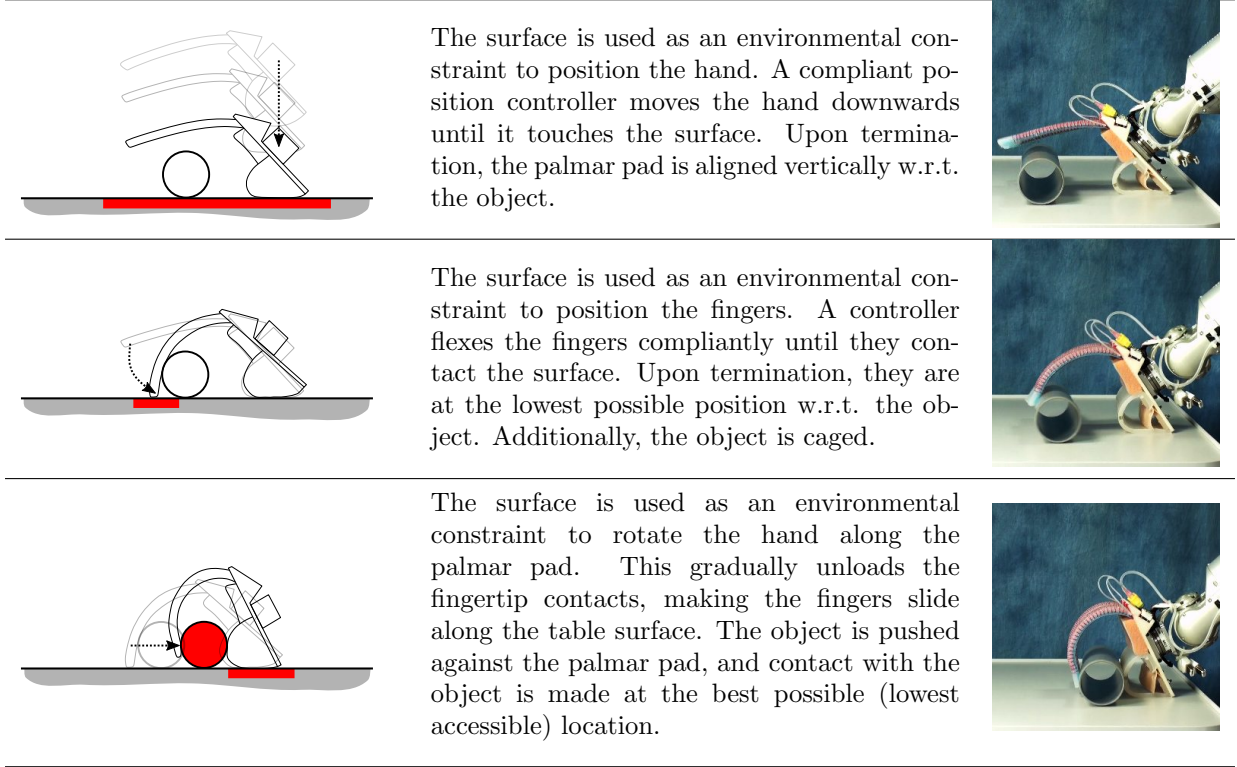 The surface is used as an environmental con-
straint to position the hand. A compliant po-
sition controller moves the hand downwards
until it touches the surface. Upon termina-
tion, the palmar pad is aligned vertically w.r.t.
the object.
The surface is used as an environmental con-
straint to position the fingers. A controller
flexes the fingers compliantly until they con-
tact the surface. Upon termination, they are
at the lowest possible position w.r.t. the ob-
ject. Additionally, the object is caged.
The surface is used as an environmental
constraint to rotate the hand along the
palmar pad. This gradually unloads the
fingertip contacts, making the fingers slide
along the table surface. The object is pushed
against the palmar pad, and contact with the
object is made at the best possible (lowest
accessible) location.